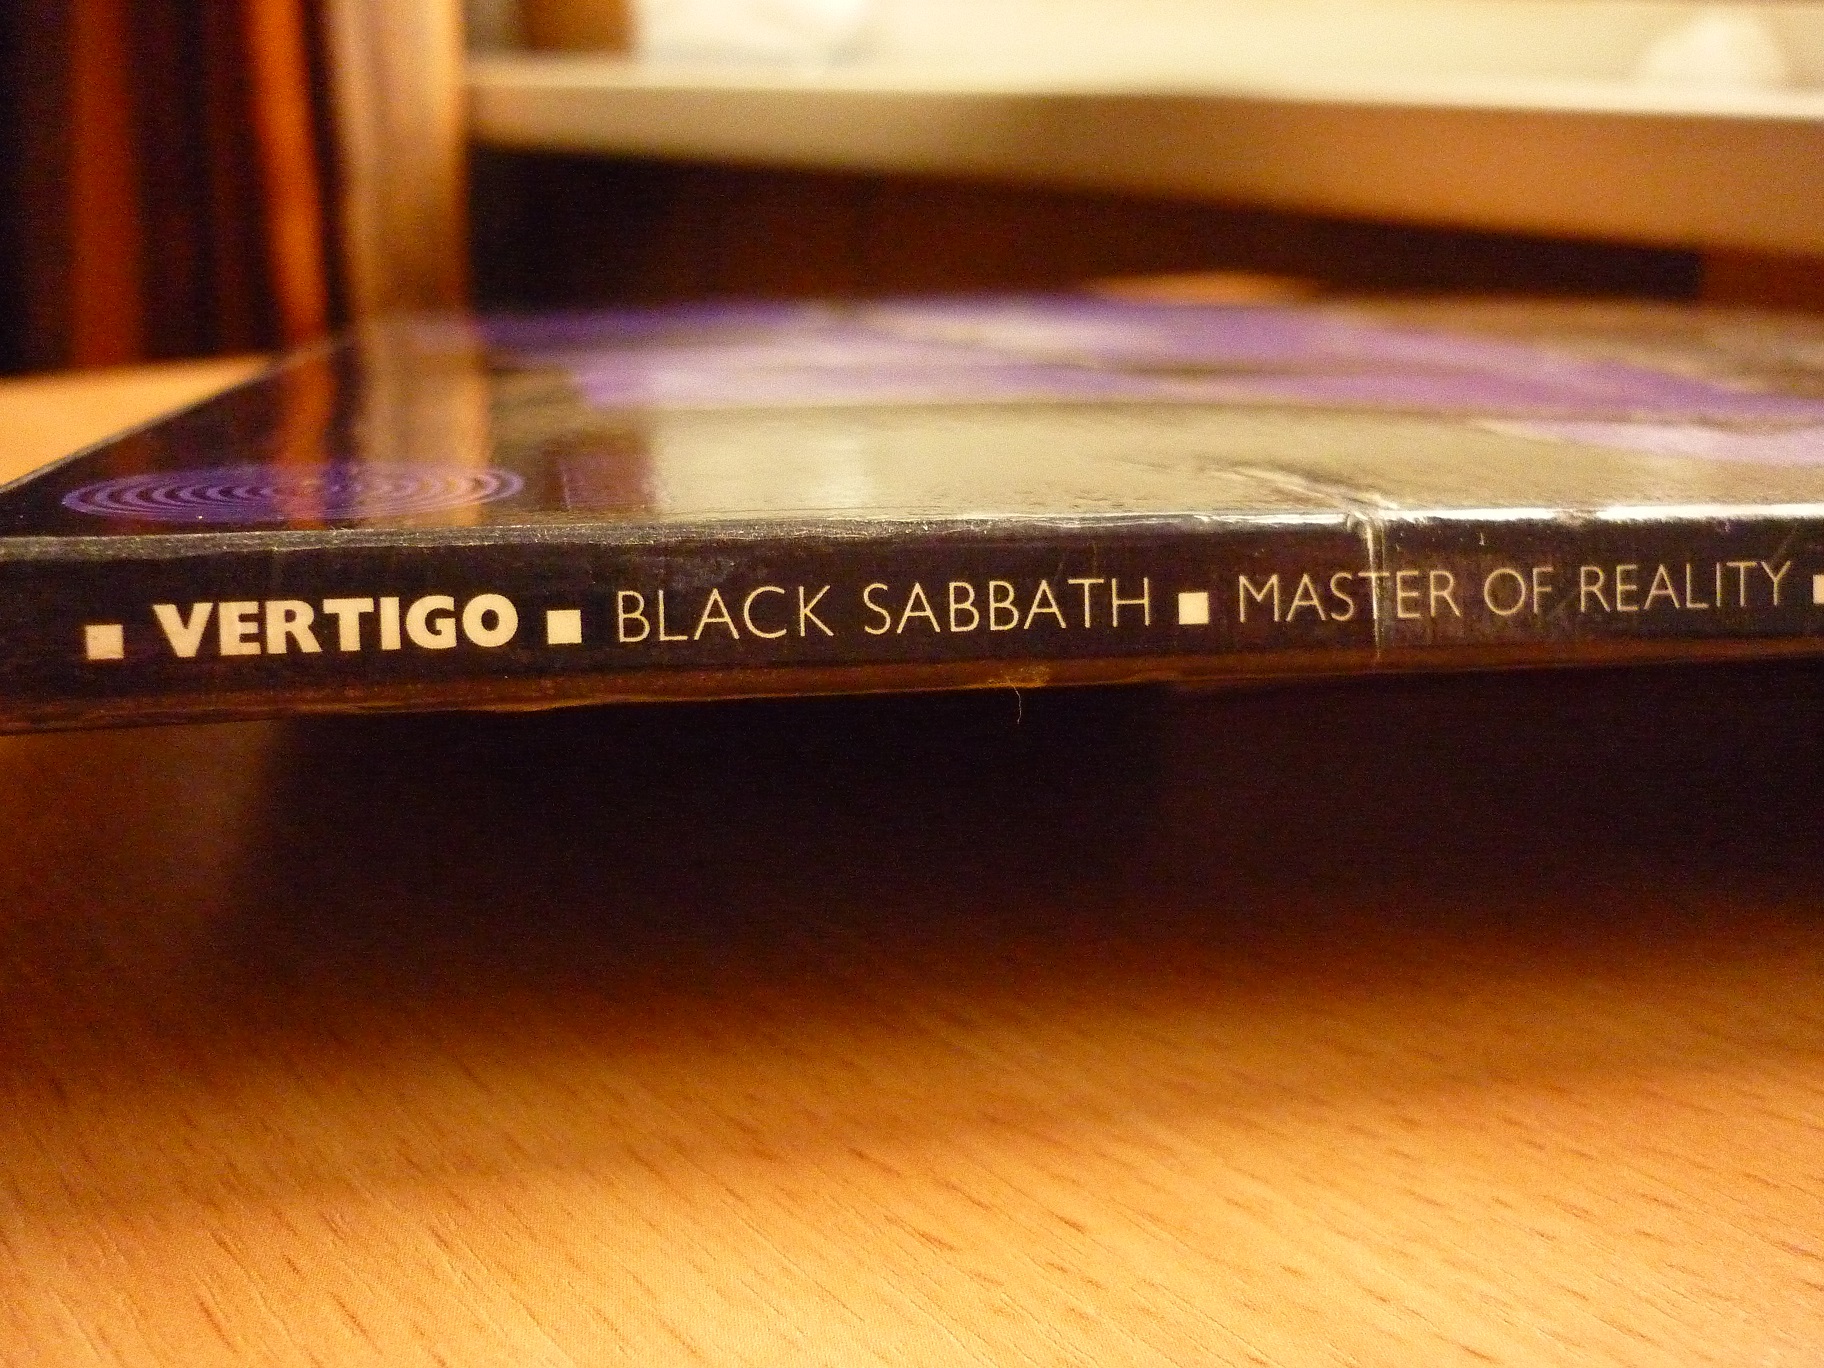 ■ VERTIGO ■ BLACK SABBATH ■ MASTER OF REALITY ■